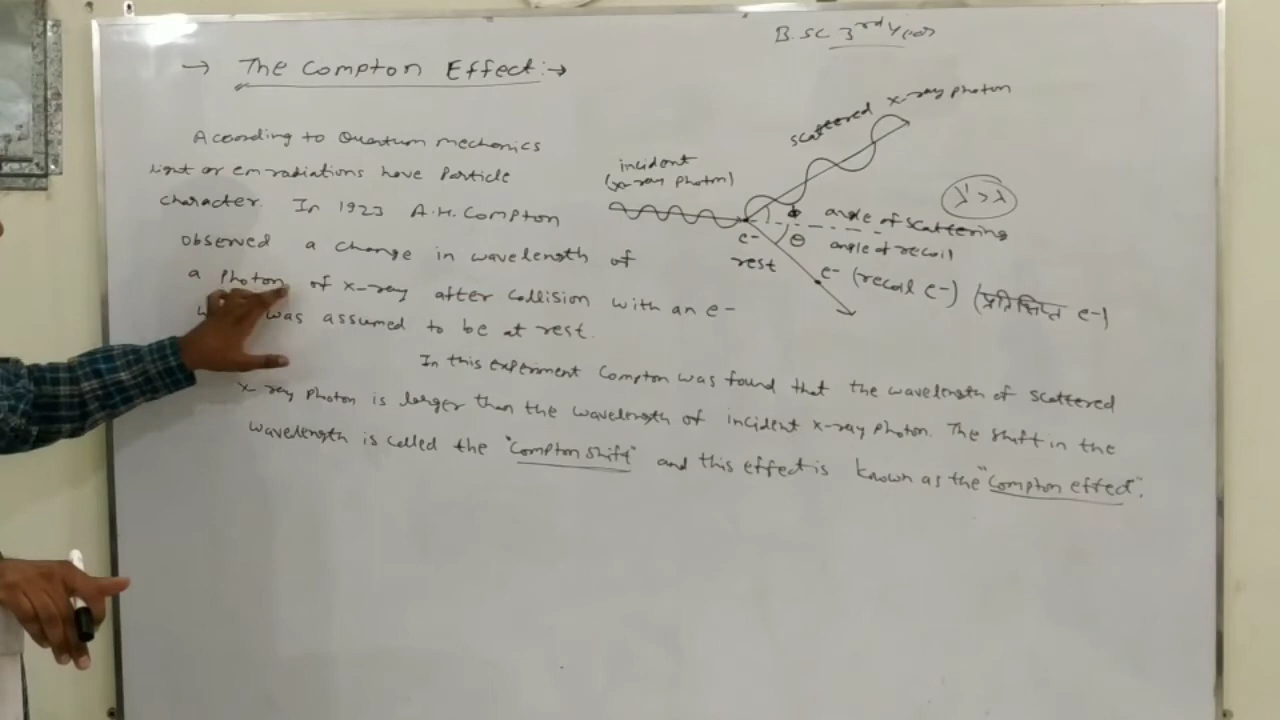 B.SC 3rd Year
→ The Compton Effect:→
According to Quantum mechanics
light or em radiations have Particle
character. In 1923 A.H. Compton
observed a change in wavelength of
a Photon of x-ray after Collision with an e-
was assumed to be at rest.
In this experiment Compton was found that the wavelength of scattered
x-ray Photon is larger than the wavelength of incident x-ray photon. The shift in the
wavelength is called the "Compton shift" and this effect is known as the "Compton effect".
incident
(x-ray Photon)
scattered x-ray photon
λ' > λ
ϕ angle of scattering
e- θ angle of recoil
rest
e- (recoil e-) (प्रतिक्षिप्त e-)